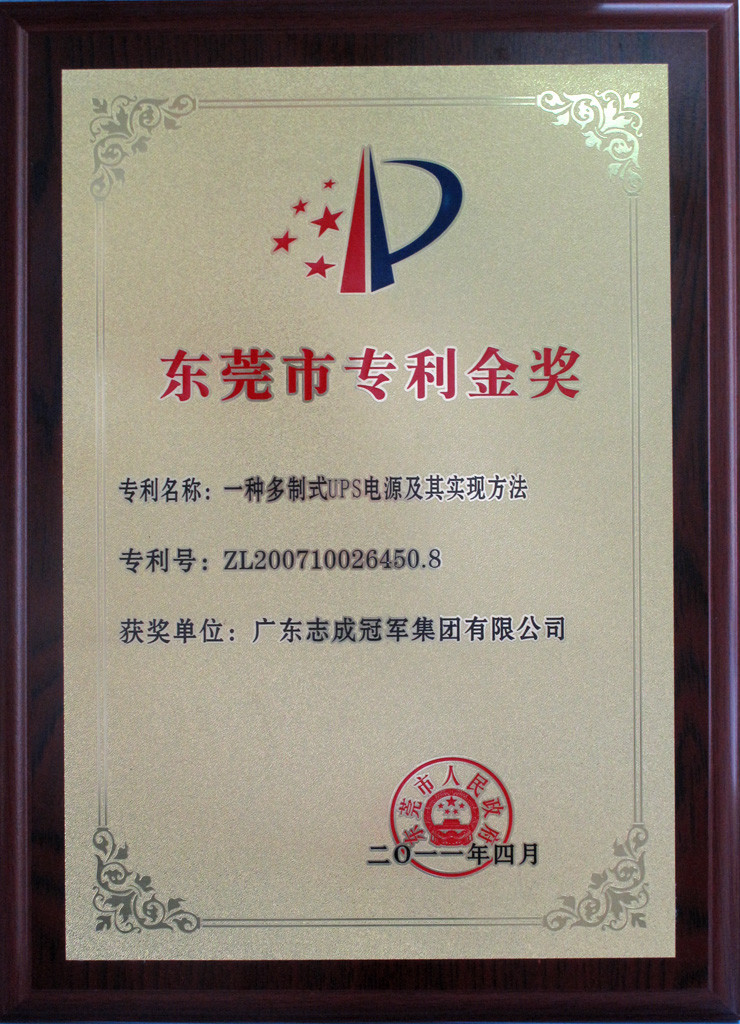 东莞市专利金奖
专利名称：一种多制式UPS电源及其实现方法
专利号：ZL200710026450.8
获奖单位：广东志成冠军集团有限公司
东莞市人民政府
二〇一一年四月